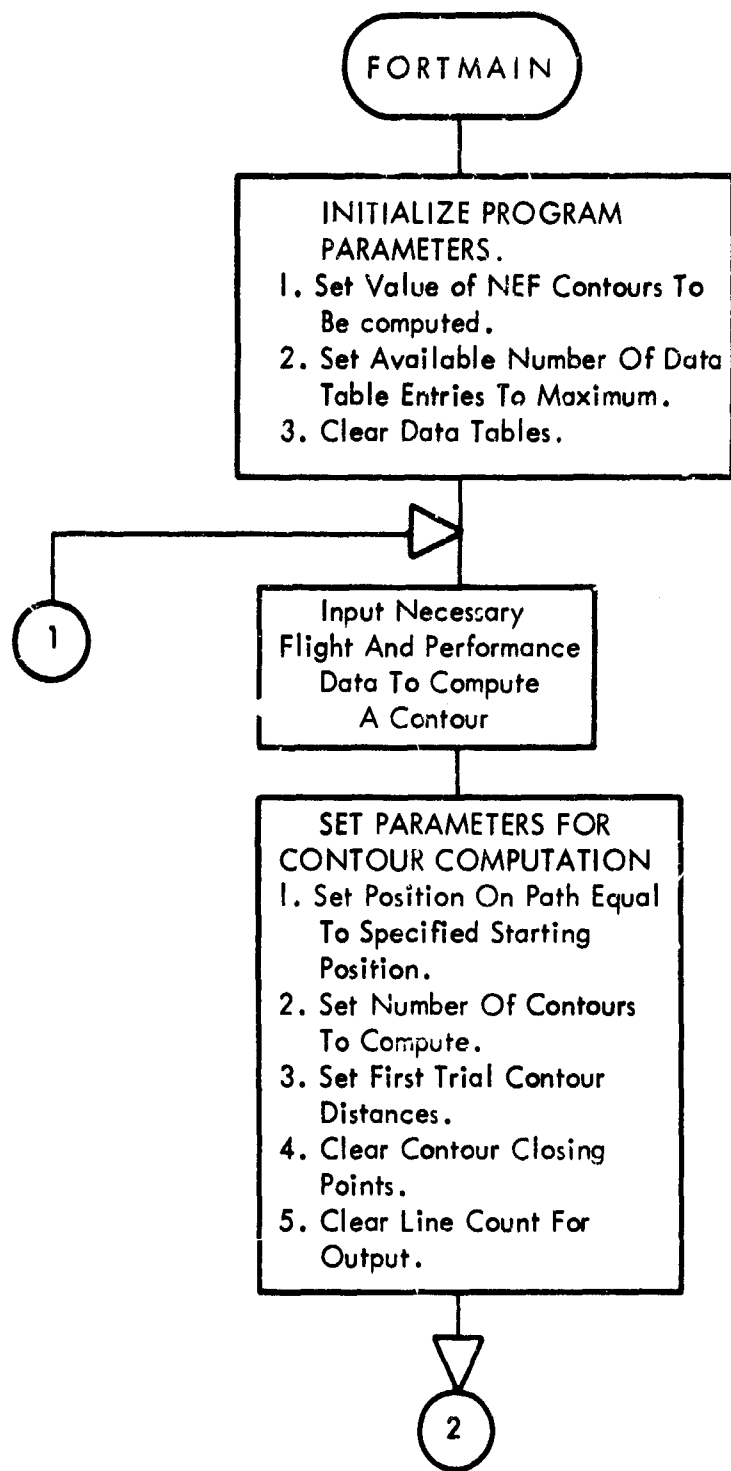 FORTMAIN
INITIALIZE PROGRAM
PARAMETERS.
1. Set Value of NEF Contours To
Be computed.
2. Set Available Number Of Data
Table Entries To Maximum.
3. Clear Data Tables.
1
Input Necessary
Flight And Performance
Data To Compute
A Contour
SET PARAMETERS FOR
CONTOUR COMPUTATION
1. Set Position On Path Equal
To Specified Starting
Position.
2. Set Number Of Contours
To Compute.
3. Set First Trial Contour
Distances.
4. Clear Contour Closing
Points.
5. Clear Line Count For
Output.
2